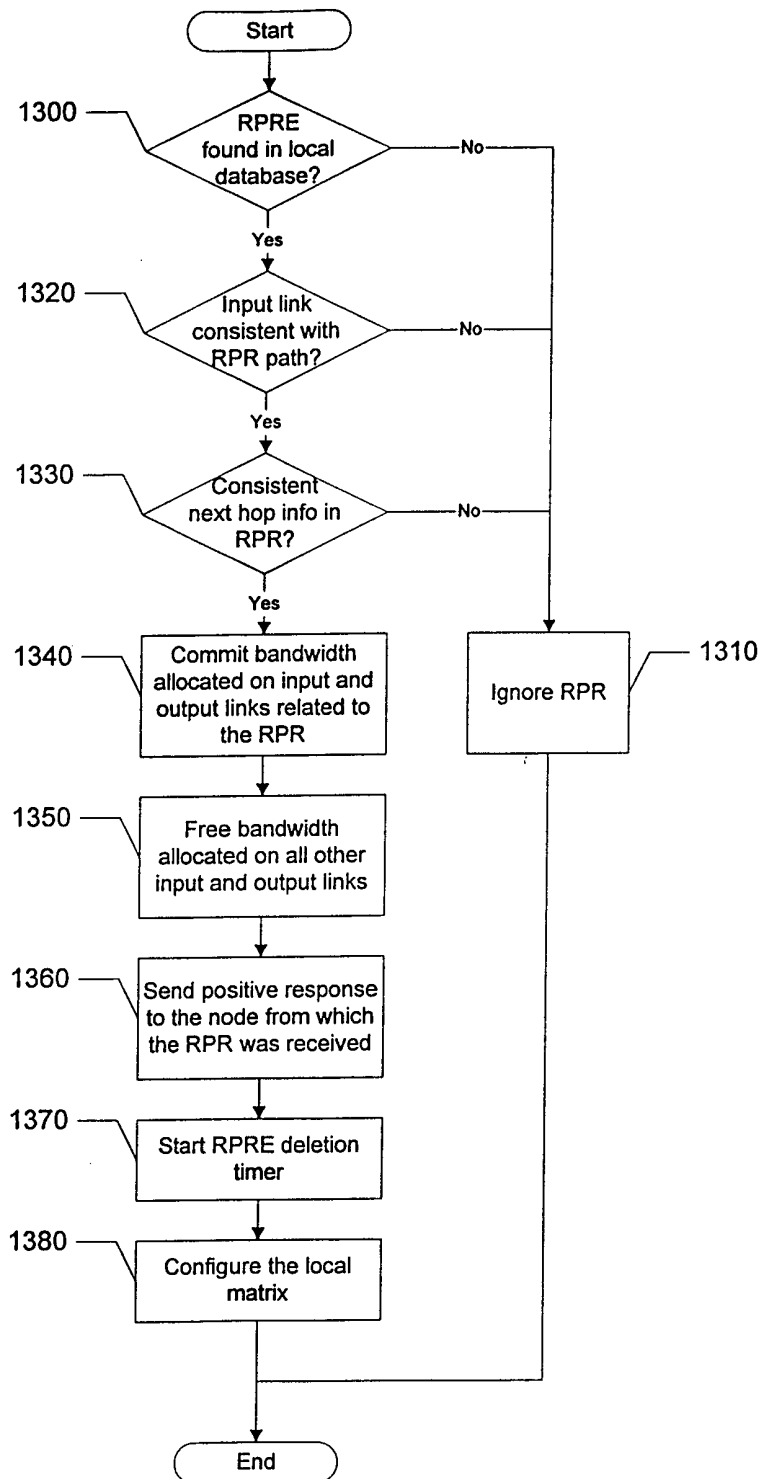 Start
1300
RPRE
found in local
database?
No
Yes
1320
Input link
consistent with
RPR path?
No
Yes
1330
Consistent
next hop info in
RPR?
No
Yes
1340
Commit bandwidth
allocated on input and
output links related to
the RPR
Ignore RPR
1310
1350
Free bandwidth
allocated on all other
input and output links
1360
Send positive response
to the node from which
the RPR was received
1370
Start RPRE deletion
timer
1380
Configure the local
matrix
End